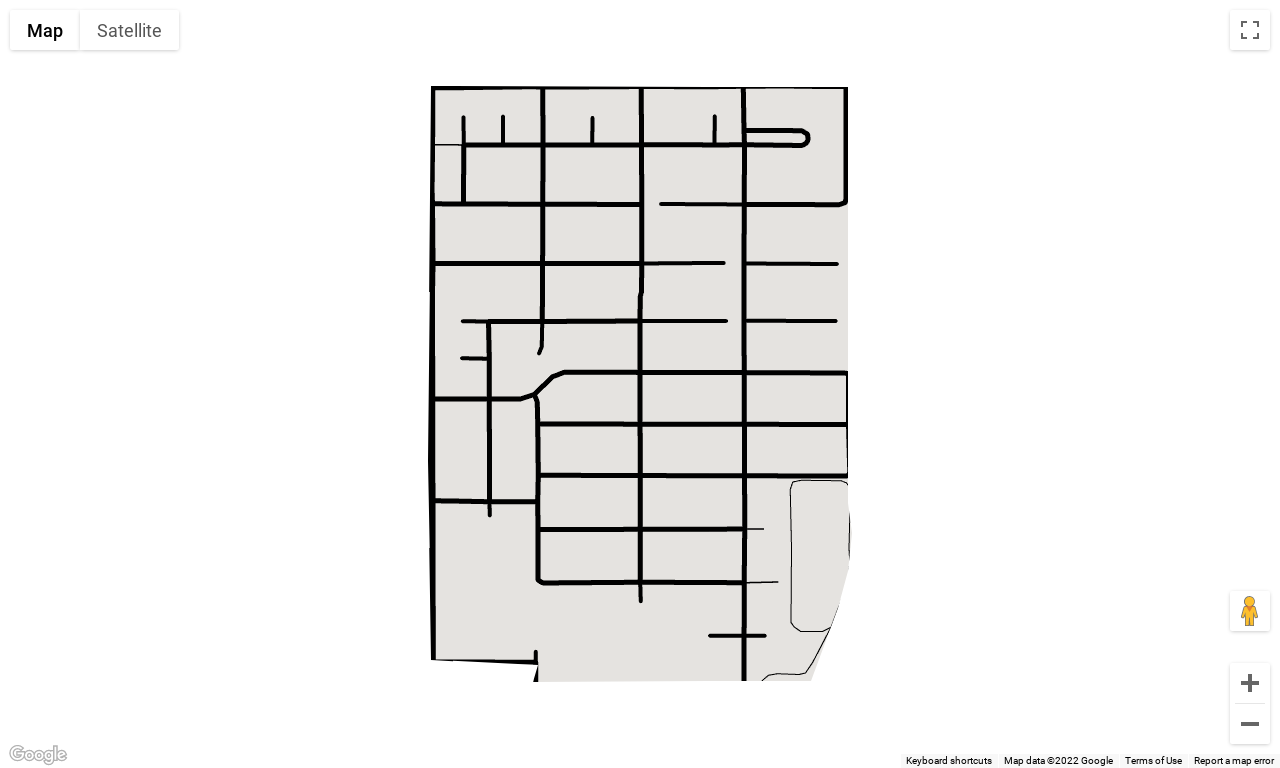 Map Satellite
Google
Keyboard shortcuts Map data ©2022 Google Terms of Use Report a map error